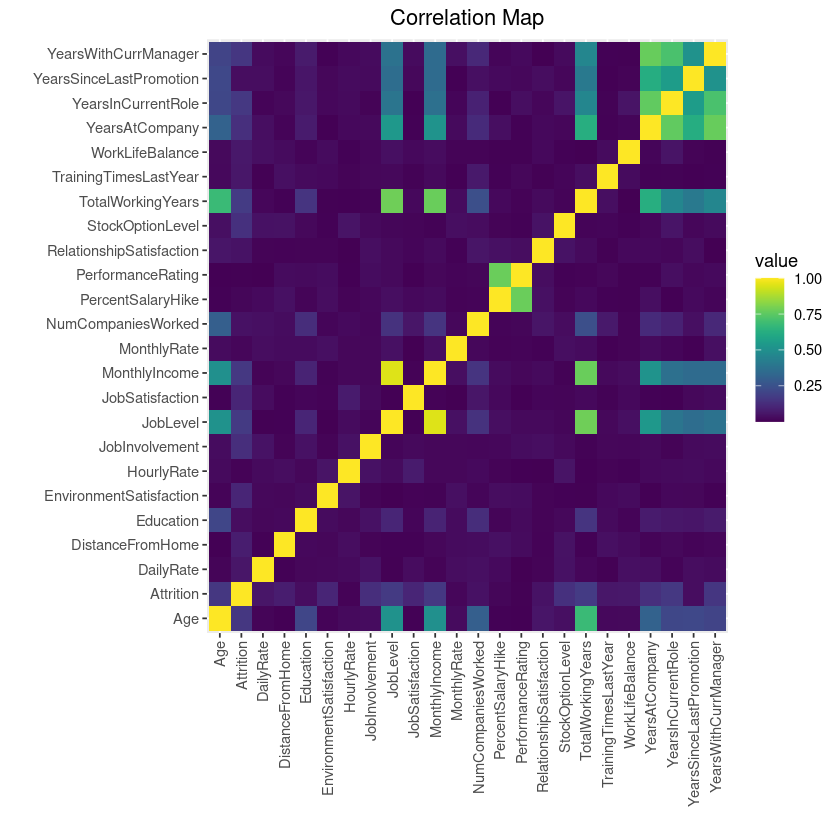 Correlation Map
YearsWithCurrManager
YearsSinceLastPromotion
YearsInCurrentRole
YearsAtCompany
WorkLifeBalance
TrainingTimesLastYear
TotalWorkingYears
StockOptionLevel
RelationshipSatisfaction
PerformanceRating
PercentSalaryHike
NumCompaniesWorked
MonthlyRate
MonthlyIncome
JobSatisfaction
JobLevel
JobInvolvement
HourlyRate
EnvironmentSatisfaction
Education
DistanceFromHome
DailyRate
Attrition
Age
Age
Attrition
DailyRate
DistanceFromHome
Education
EnvironmentSatisfaction
HourlyRate
JobInvolvement
JobLevel
JobSatisfaction
MonthlyIncome
MonthlyRate
NumCompaniesWorked
PercentSalaryHike
PerformanceRating
RelationshipSatisfaction
StockOptionLevel
TotalWorkingYears
TrainingTimesLastYear
WorkLifeBalance
YearsAtCompany
YearsInCurrentRole
YearsSinceLastPromotion
YearsWithCurrManager
value
1.00
0.75
0.50
0.25